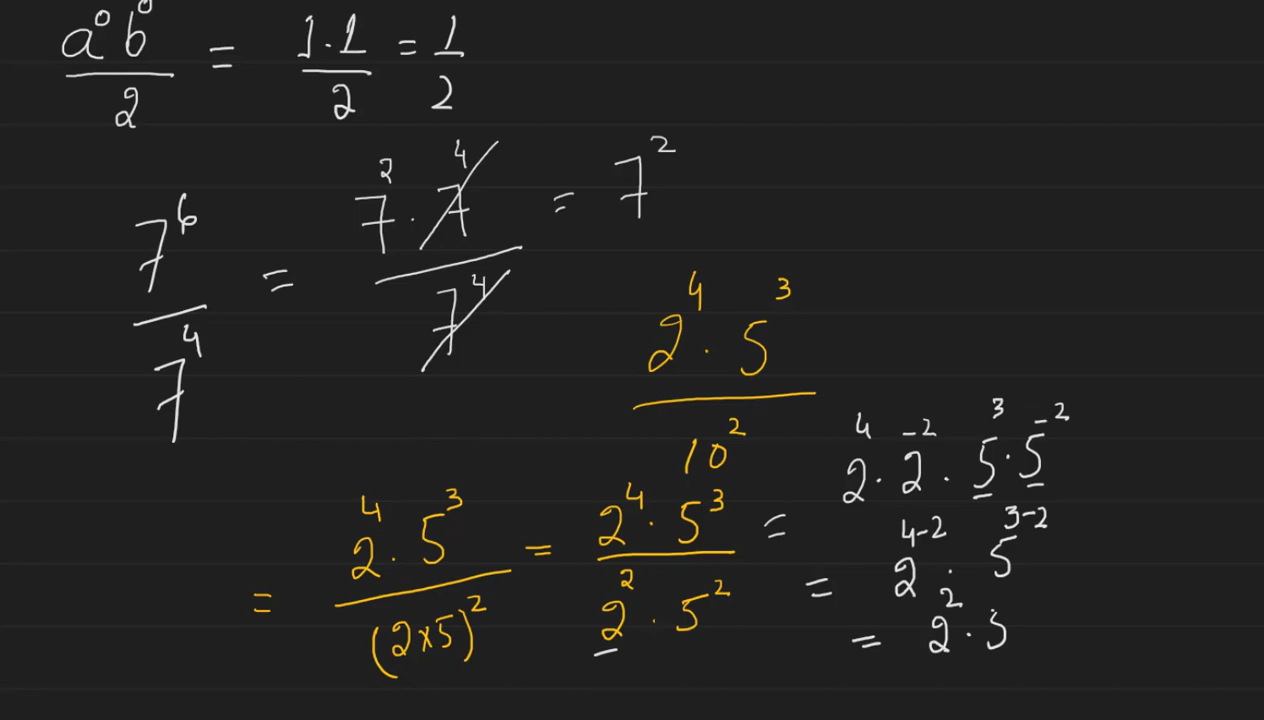 a⁰b⁰/2 = 1·1/2 = 1/2
7⁶/7⁴ = 7²·7⁴/7⁴ = 7²
2⁴·5³/10²
= 2⁴·5³/(2×5)² = 2⁴·5³/2²·5² = 2⁴·2⁻²·5³·5⁻²
= 2⁴⁻²·5³⁻²
= 2²·5